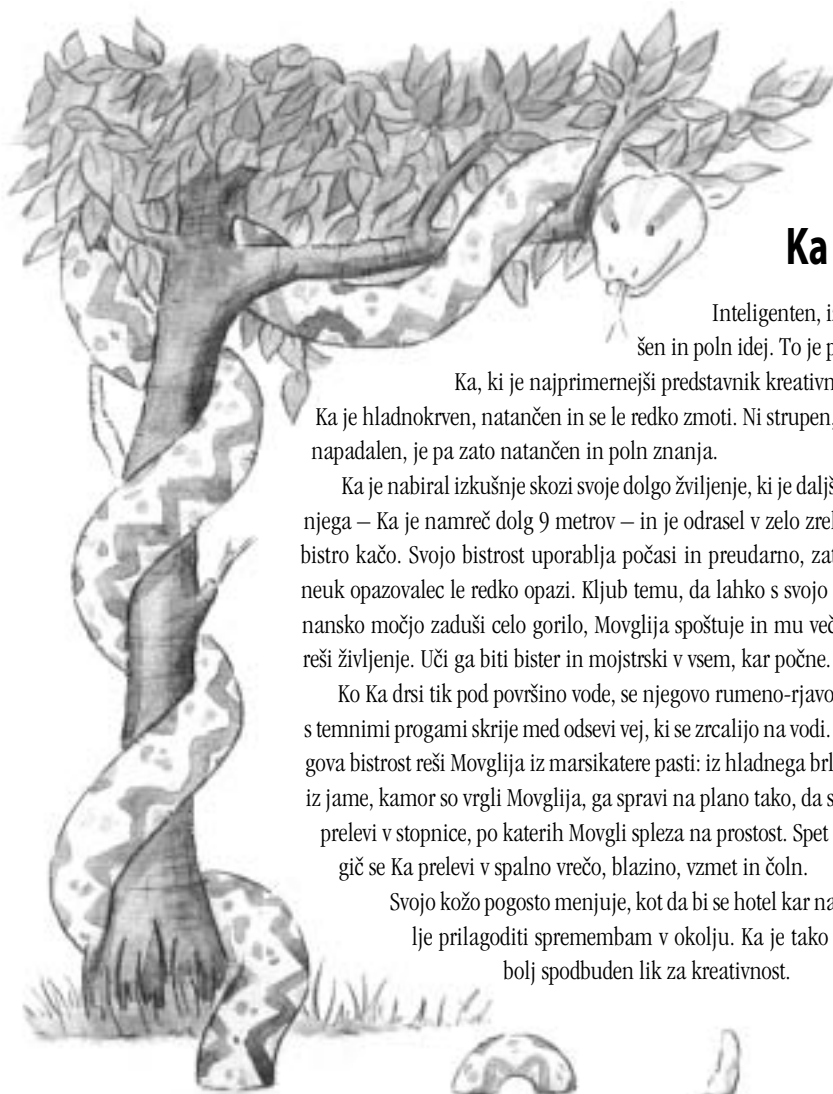 Ka
Inteligenten, iz
šen in poln idej. To je p
Ka, ki je najprimernejši predstavnik kreativn
Ka je hladnokrven, natančen in se le redko zmoti. Ni strupen,
napadalen, je pa zato natančen in poln znanja.
Ka je nabiral izkušnje skozi svoje dolgo žviljenje, ki je daljš
njega – Ka je namreč dolg 9 metrov – in je odrasel v zelo zrel
bistro kačo. Svojo bistrost uporablja počasi in preudarno, zat
neuk opazovalec le redko opazi. Kljub temu, da lahko s svojo
nansko močjo zaduši celo gorilo, Movglija spoštuje in mu več
reši življenje. Uči ga biti bister in mojstrski v vsem, kar počne.
Ko Ka drsi tik pod površino vode, se njegovo rumeno-rjavo
s temnimi progami skrije med odsevi vej, ki se zrcalijo na vodi.
gova bistrost reši Movglija iz marsikatere pasti: iz hladnega brl
iz jame, kamor so vrgli Movglija, ga spravi na plano tako, da s
prelevi v stopnice, po katerih Movgli spleza na prostost. Spet
gič se Ka prelevi v spalno vrečo, blazino, vzmet in čoln.
Svojo kožo pogosto menjuje, kot da bi se hotel kar na
lje prilagoditi spremembam v okolju. Ka je tako
bolj spodbuden lik za kreativnost.